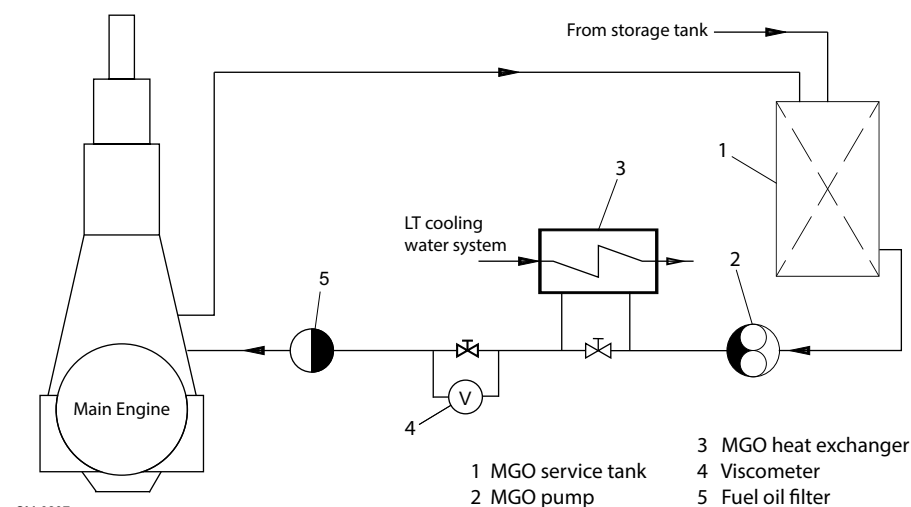 From storage tank
1
3
LT cooling
water system
2
5
V
4
Main Engine
1 MGO service tank
2 MGO pump
3 MGO heat exchanger
4 Viscometer
5 Fuel oil filter